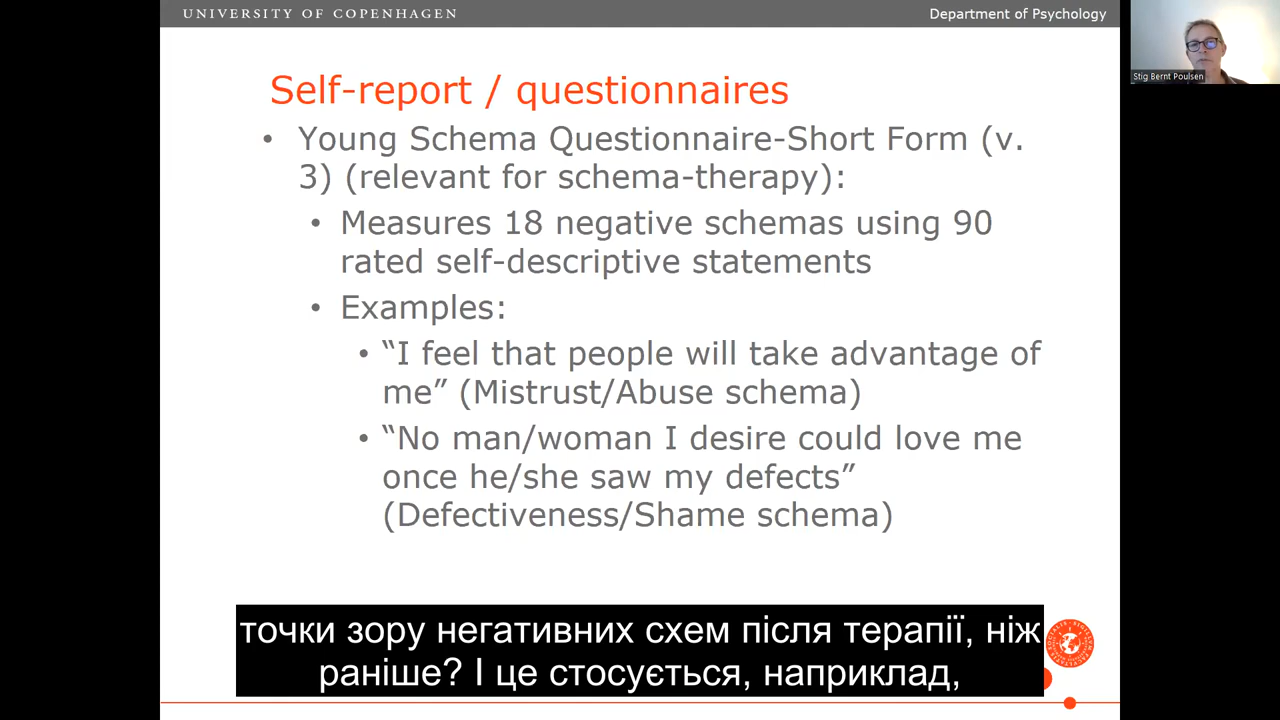 UNIVERSITY OF COPENHAGEN
Department of Psychology
Stig Bernt Poulsen
Self-report / questionnaires
• Young Schema Questionnaire-Short Form (v.
3) (relevant for schema-therapy):
• Measures 18 negative schemas using 90
rated self-descriptive statements
• Examples:
• “I feel that people will take advantage of
me” (Mistrust/Abuse schema)
• “No man/woman I desire could love me
once he/she saw my defects”
(Defectiveness/Shame schema)
точки зору негативних схем після терапії, ніж
раніше? І це стосується, наприклад,